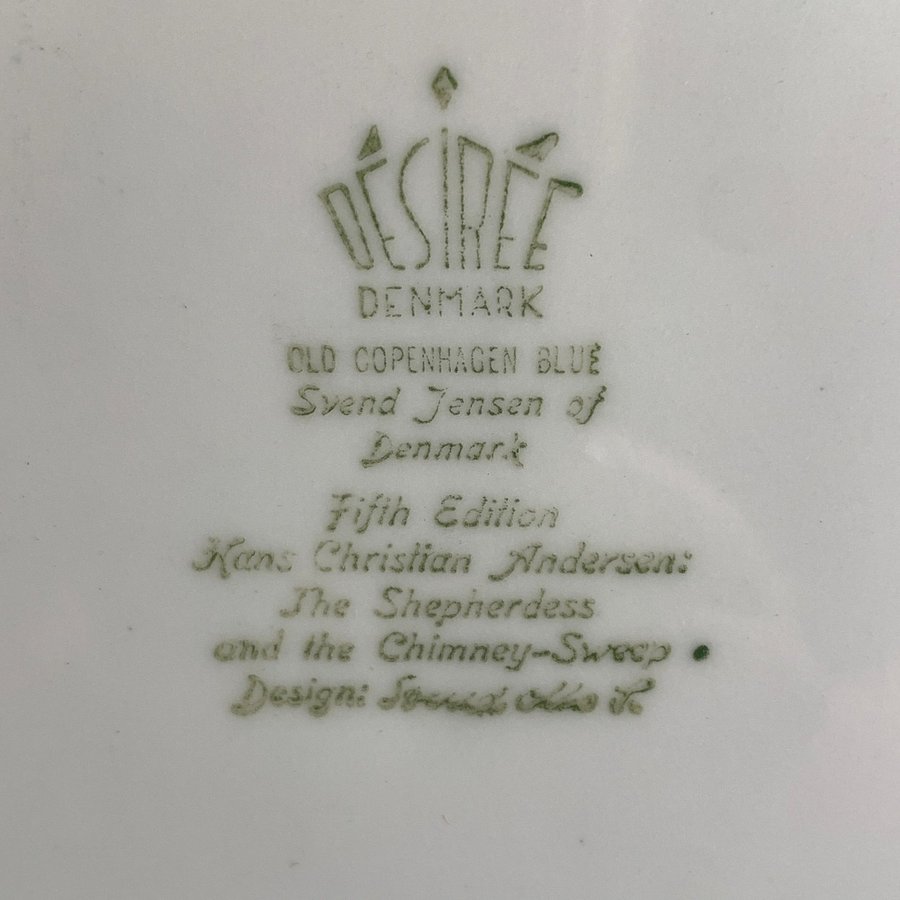 DÉSIRÉE
DENMARK
OLD COPENHAGEN BLUE
Svend Jensen of
Denmark
Fifth Edition
Hans Christian Andersen:
The Shepherdess
and the Chimney-Sweep
Design: